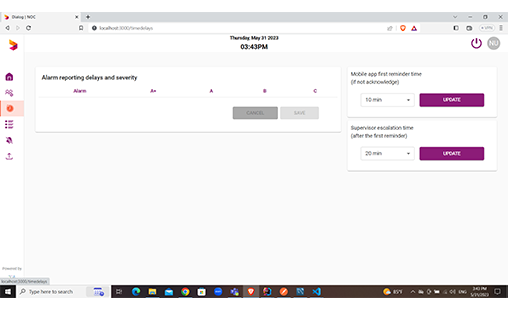 Dialog | NOC
localhost:3000/timedelays
Thursday, May 31 2023
03:43PM
NU
Alarm reporting delays and severity
Alarm A+ A B C
CANCEL SAVE
Mobile app first reminder time
(if not acknowledge)
10 min UPDATE
Supervisor escalation time
(after the first reminder)
20 min UPDATE
Powered by
localhost:3000/timedelays
Type here to search
85°F
ENG
3:43 PM
5/31/2023